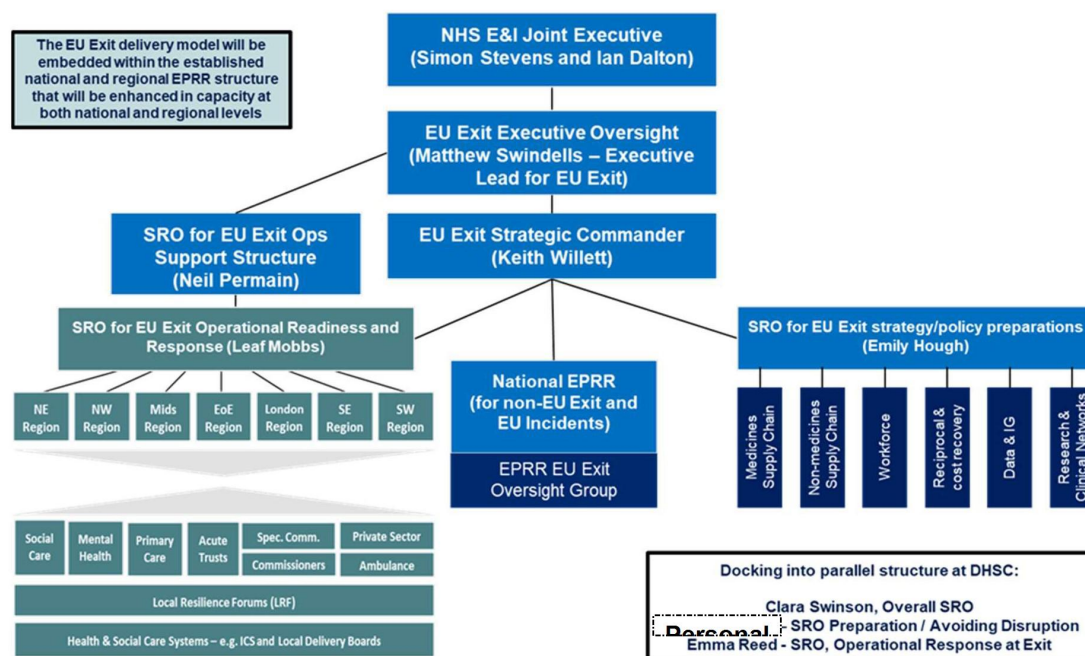 The EU Exit delivery model will be
embedded within the established
national and regional EPRR structure
that will be enhanced in capacity at
both national and regional levels
NHS E&I Joint Executive
(Simon Stevens and Ian Dalton)
EU Exit Executive Oversight
(Matthew Swindells – Executive
Lead for EU Exit)
SRO for EU Exit Ops
Support Structure
(Neil Permain)
EU Exit Strategic Commander
(Keith Willett)
SRO for EU Exit Operational Readiness and
Response (Leaf Mobbs)
SRO for EU Exit strategy/policy preparations
(Emily Hough)
National EPRR
(for non-EU Exit and
EU Incidents)
EPRR EU Exit
Oversight Group
NE
Region
NW
Region
Mids
Region
EoE
Region
London
Region
SE
Region
SW
Region
Medicines
Supply Chain
Non-medicines
Supply Chain
Workforce
Reciprocal &
cost recovery
Data & IG
Research &
Clinical Networks
Social
Care
Mental
Health
Primary
Care
Acute
Trusts
Spec. Comm.
Commissioners
Private Sector
Ambulance
Local Resilience Forums (LRF)
Health & Social Care Systems – e.g. ICS and Local Delivery Boards
Docking into parallel structure at DHSC:
Clara Swinson, Overall SRO
Personal - SRO Preparation / Avoiding Disruption
Emma Reed - SRO, Operational Response at Exit